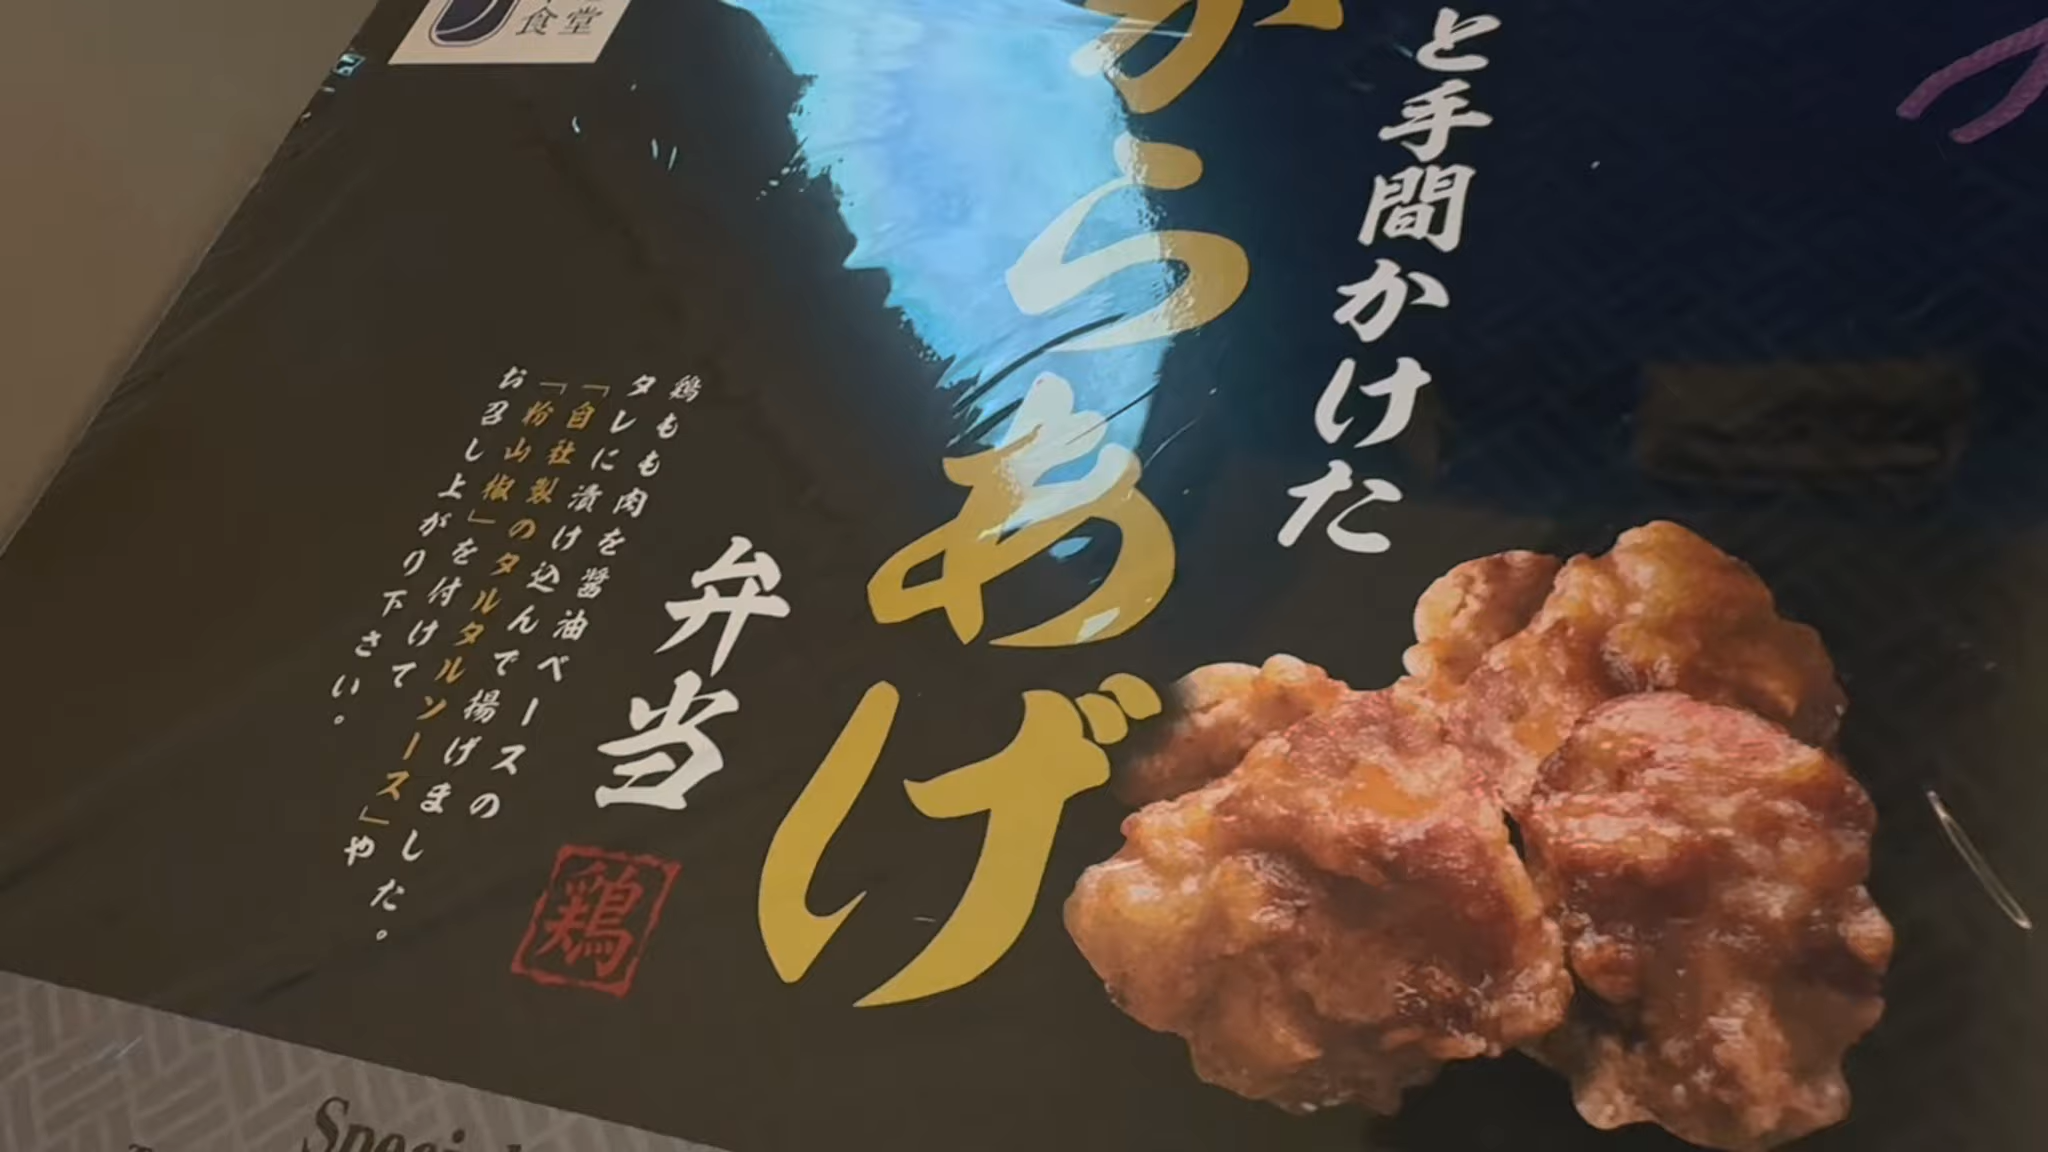 と手間かけた
からあげ
弁当
鶏
鶏もも肉を醤油ベースの
タレに漬け込んで揚げました。
「自社製のタルタルソース」や
「粉山椒」を付けて
お召し上がり下さい。
食堂
Special